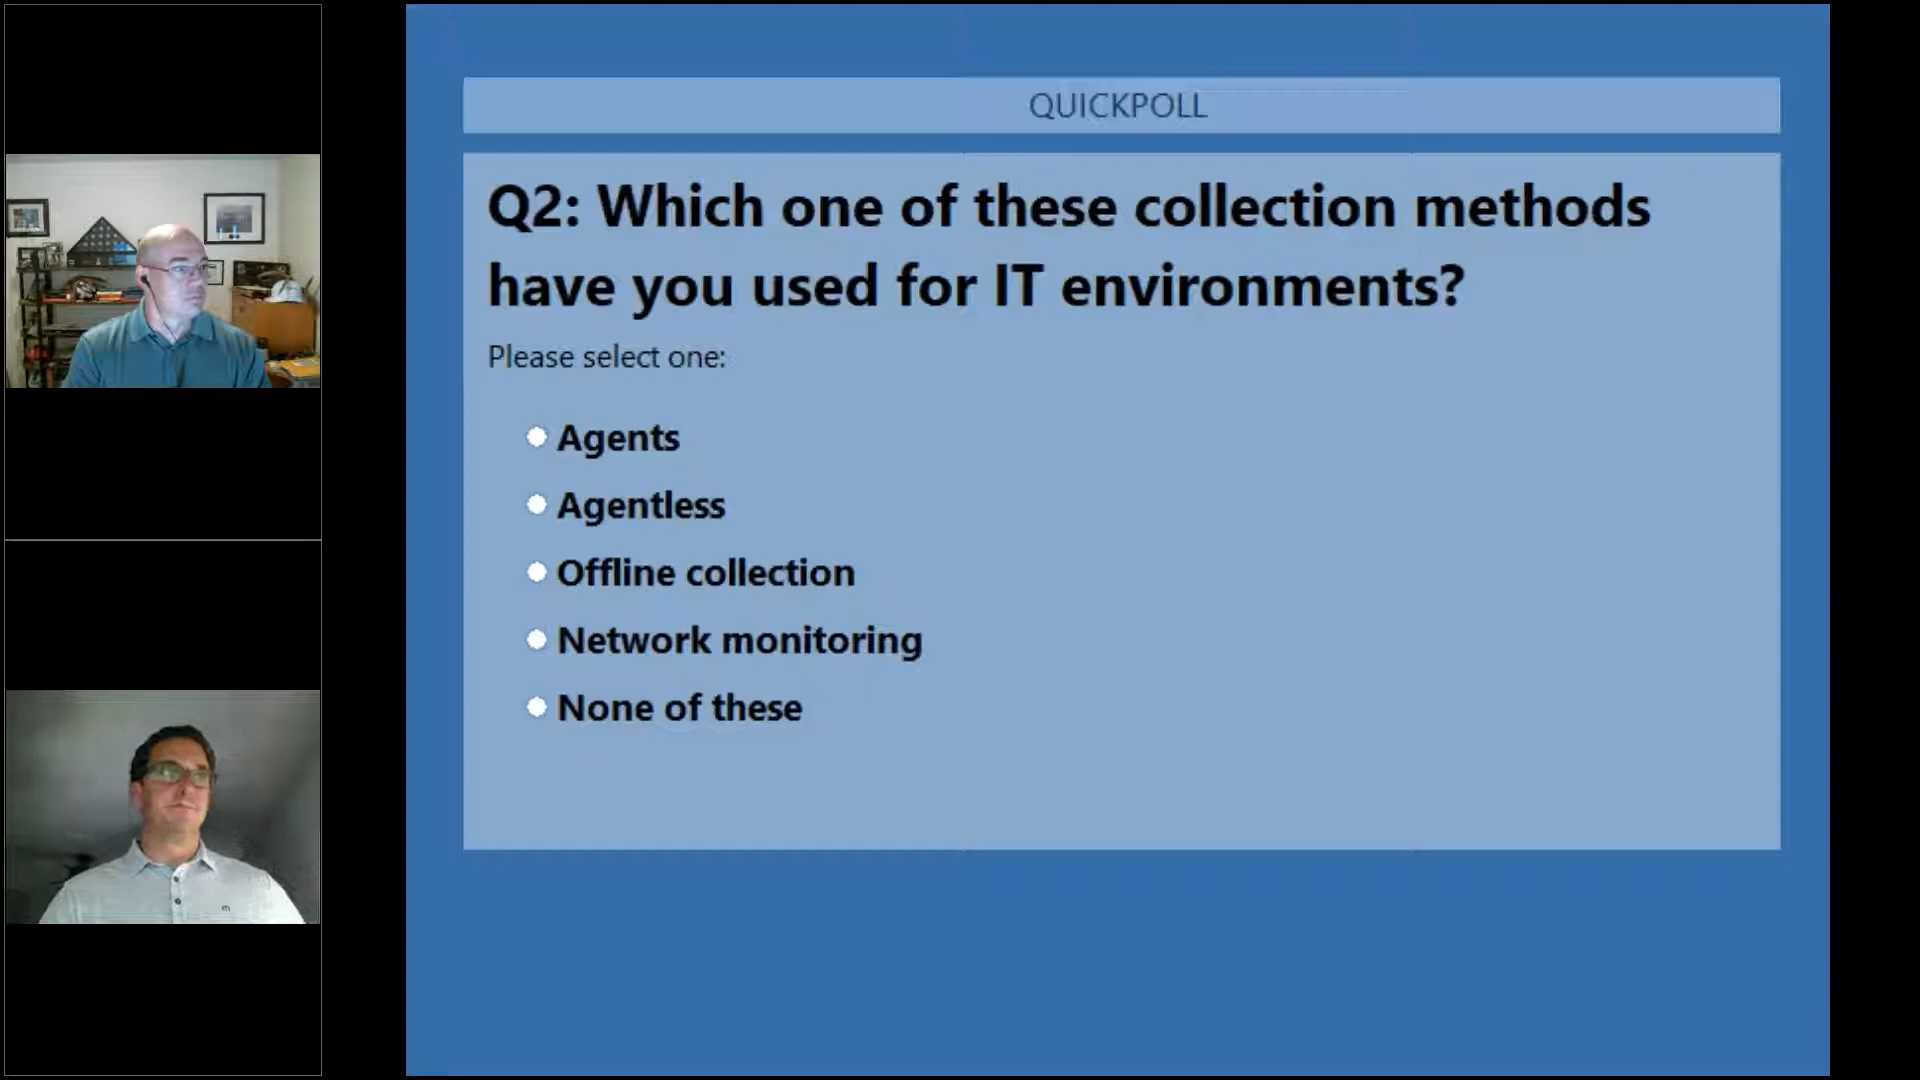 QUICKPOLL
Q2: Which one of these collection methods
have you used for IT environments?
Please select one:
Agents
Agentless
Offline collection
Network monitoring
None of these